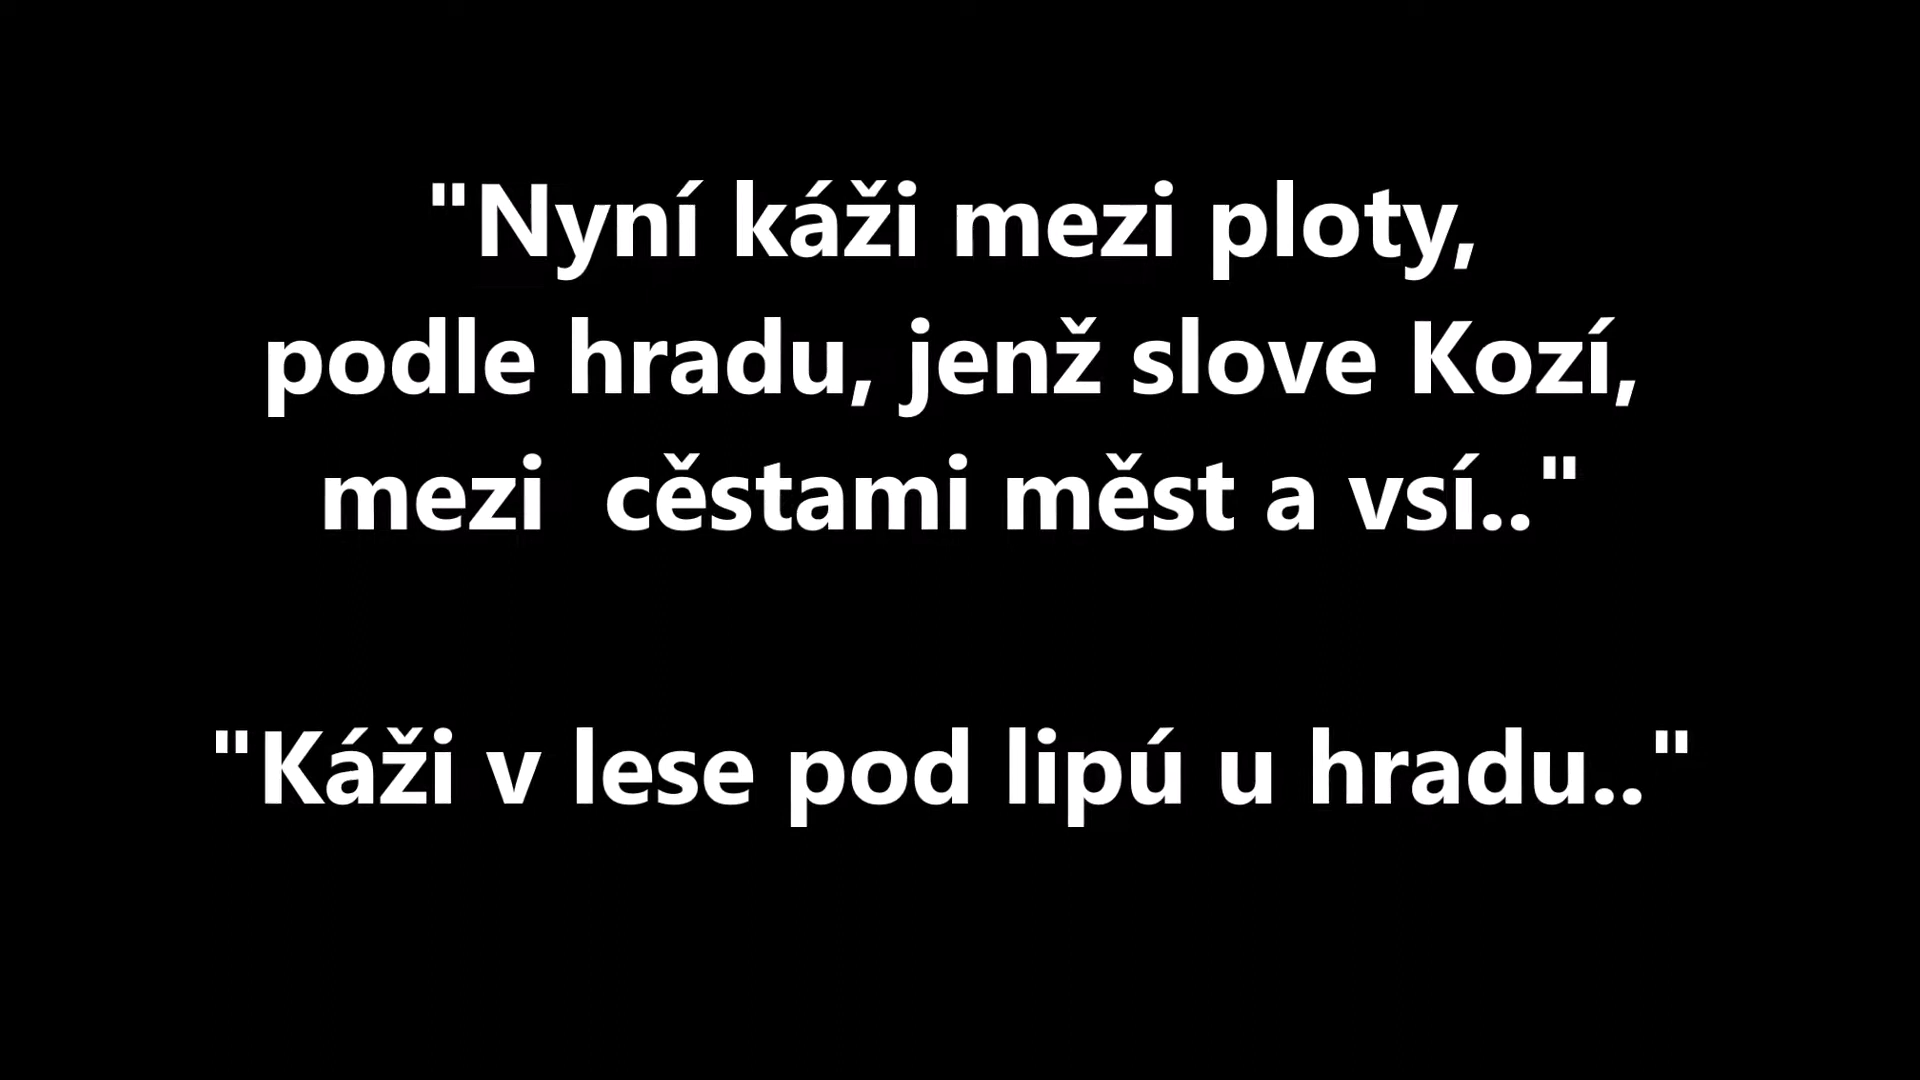 "Nyní káži mezi ploty,
podle hradu, jenž slove Kozí,
mezi  cěstami měst a vsí.."
"Káži v lese pod lipú u hradu.."